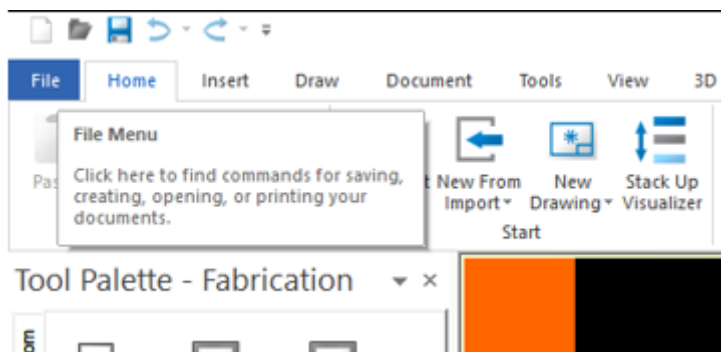 File Home Insert Draw Document Tools View 3D
File Menu
Click here to find commands for saving,
creating, opening, or printing your
documents.
New From New Stack Up
Import Drawing Visualizer
Start
Tool Palette - Fabrication